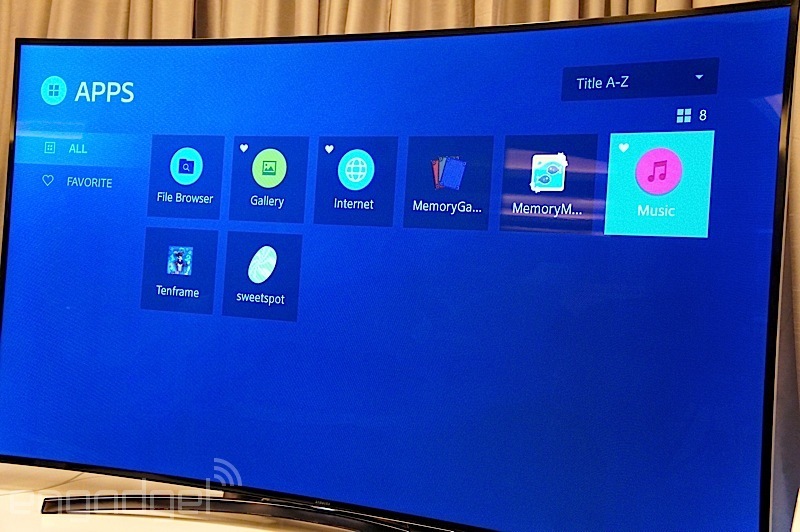 APPS
Title A-Z
8
ALL
FAVORITE
File Browser
Gallery
Internet
MemoryGa...
MemoryM...
Music
Tenframe
sweetspot
engadget